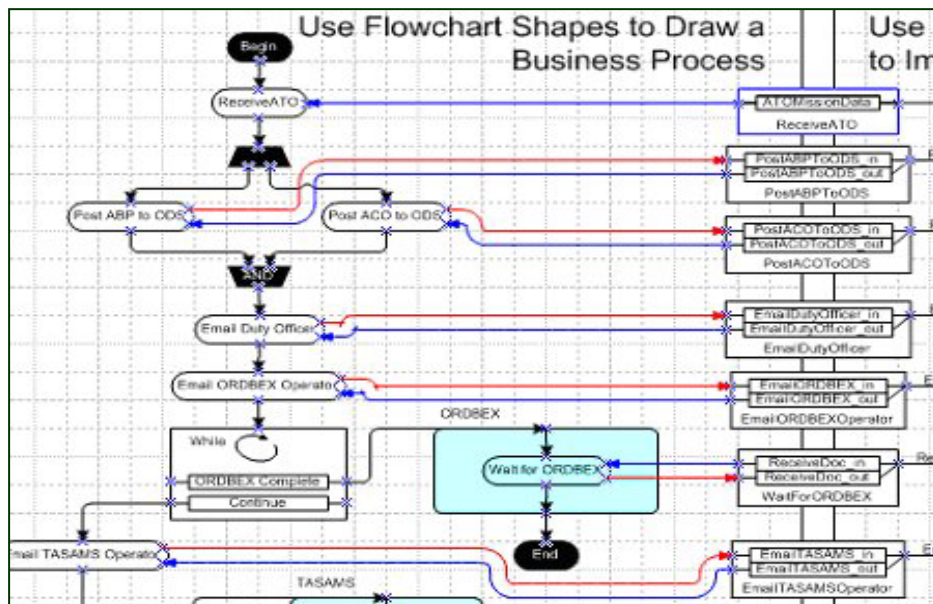 Use Flowchart Shapes to Draw a
Business Process
Use
to Im
Begin
ReceiveATO
ATOMissionData
ReceiveATO
PostABPToODS_in
PostABPToODS_out
PostABPToODS
Post ABP to ODS
Post ACO to ODS
PostACOToODS_in
PostACOToODS_out
PostACOToODS
AND
Email Duty Officer
EmailDutyOfficer_in
EmailDutyOfficer_out
EmailDutyOfficer
Email ORDBEX Operato
EmailORDBEX_in
EmailORDBEX_out
EmailORDBEXOperator
ORDBEX
While
ORDBEX Complete
Continue
Wait for ORDBEX
ReceiveDoc_in
ReceiveDoc_out
WaitForORDBEX
Re
End
mail TASAMS Operato
EmailTASAMS_in
EmailTASAMS_out
EmailTASAMSOperator
TASAMS